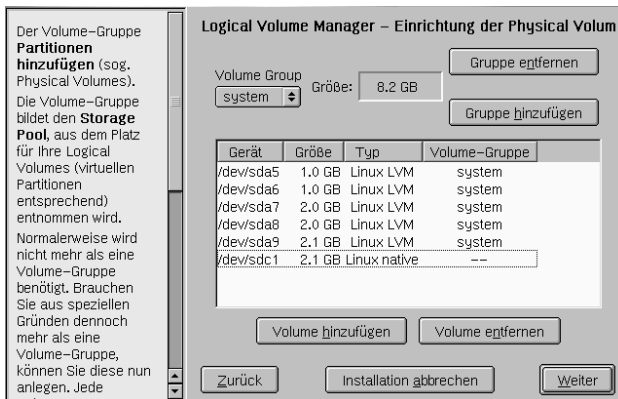 Der Volume-Gruppe
Partitionen
hinzufügen (sog.
Physical Volumes).
Die Volume-Gruppe
bildet den Storage
Pool, aus dem Platz
für Ihre Logical
Volumes (virtuellen
Partitionen
entsprechend)
entnommen wird.
Normalerweise wird
nicht mehr als eine
Volume-Gruppe
benötigt. Brauchen
Sie aus speziellen
Gründen dennoch
mehr als eine
Volume-Gruppe,
können Sie diese nun
anlegen. Jede
Logical Volume Manager – Einrichtung der Physical Volum
Volume Group
system
Größe: 8.2 GB
Gruppe entfernen
Gruppe hinzufügen
Gerät Größe Typ Volume-Gruppe
/dev/sda5 1.0 GB Linux LVM system
/dev/sda6 1.0 GB Linux LVM system
/dev/sda7 2.0 GB Linux LVM system
/dev/sda8 2.0 GB Linux LVM system
/dev/sda9 2.1 GB Linux LVM system
/dev/sdc1 2.1 GB Linux native --
Volume hinzufügen Volume entfernen
Zurück Installation abbrechen Weiter